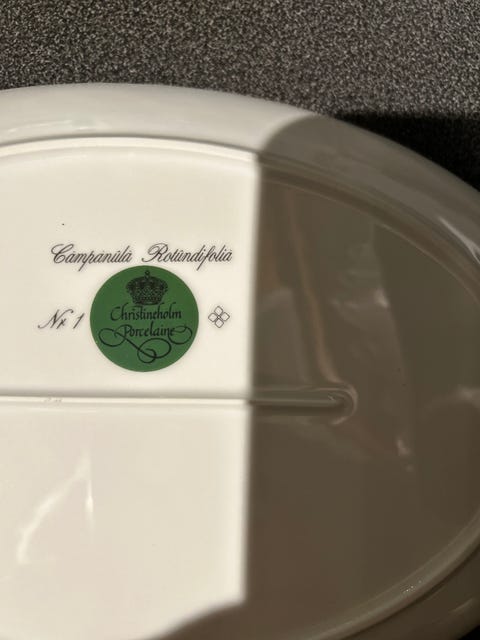 Campanula Rotundifolia
Nr 1
Christineholm
Porcelaine